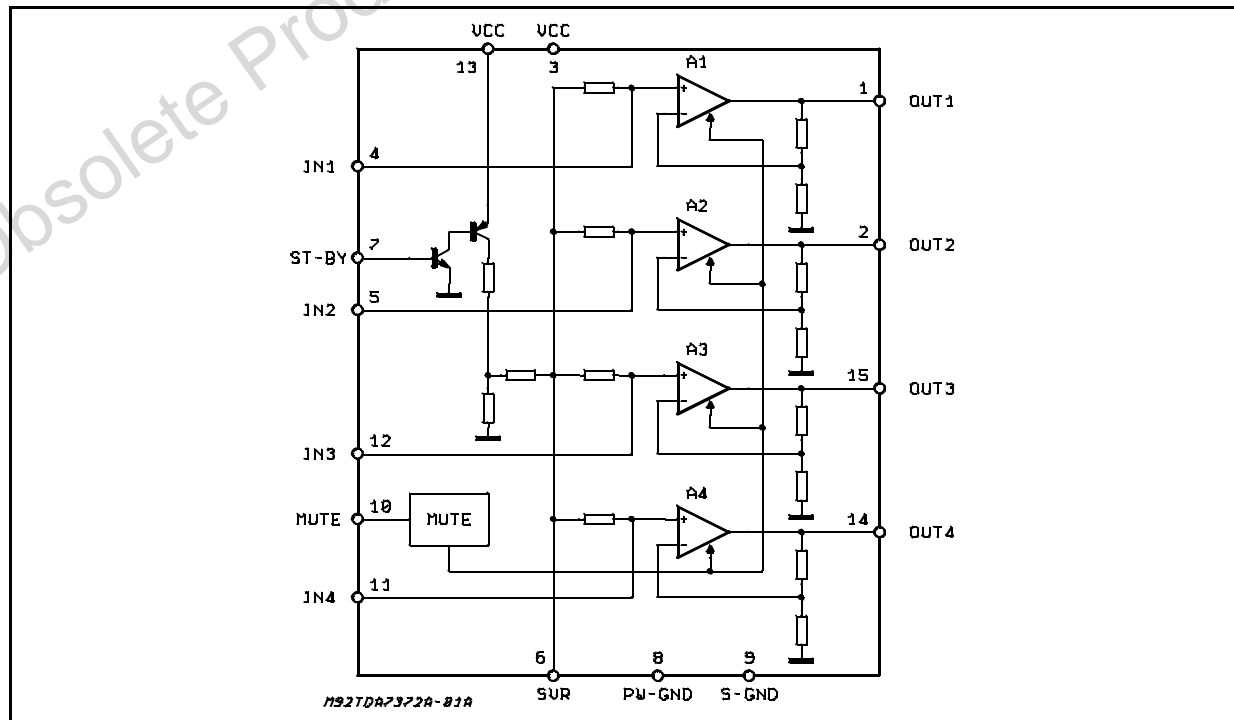 Obsolete Prod
VCC VCC
13 3
A1
1 OUT1
+
-
4
IN1
A2
2 OUT2
+
-
7
ST-BY
5
IN2
A3
15 OUT3
+
-
12
IN3
A4
10
MUTE MUTE
14 OUT4
+
-
11
IN4
6 8 9
SVR PW-GND S-GND
M92TDA7372A-01A